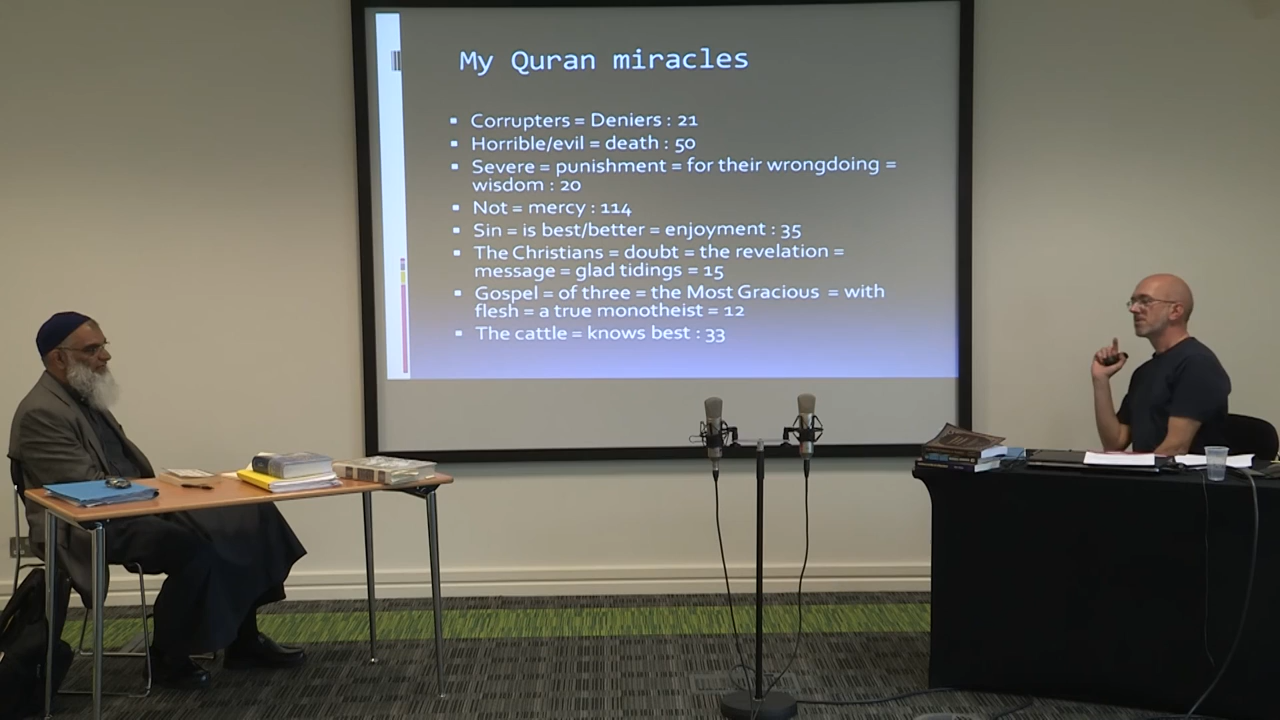 My Quran miracles
▪ Corrupters = Deniers : 21
▪ Horrible/evil = death : 50
▪ Severe = punishment = for their wrongdoing =
wisdom : 20
▪ Not = mercy : 114
▪ Sin = is best/better = enjoyment : 35
▪ The Christians = doubt = the revelation =
message = glad tidings = 15
▪ Gospel = of three = the Most Gracious = with
flesh = a true monotheist = 12
▪ The cattle = knows best : 33